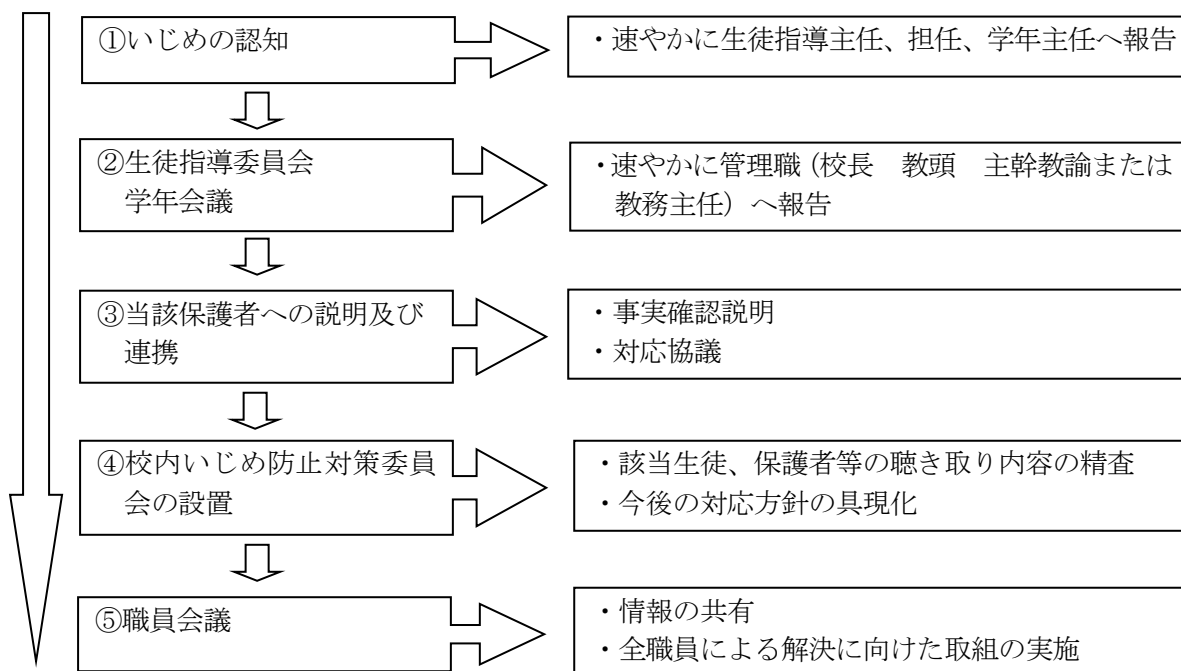 ①いじめの認知
・速やかに生徒指導主任、担任、学年主任へ報告
②生徒指導委員会
学年会議
・速やかに管理職(校長　教頭　主幹教諭または
教務主任）へ報告
③当該保護者への説明及び
連携
・事実確認説明
・対応協議
④校内いじめ防止対策委員
会の設置
・該当生徒、保護者等の聴き取り内容の精査
・今後の対応方針の具現化
⑤職員会議
・情報の共有
・全職員による解決に向けた取組の実施